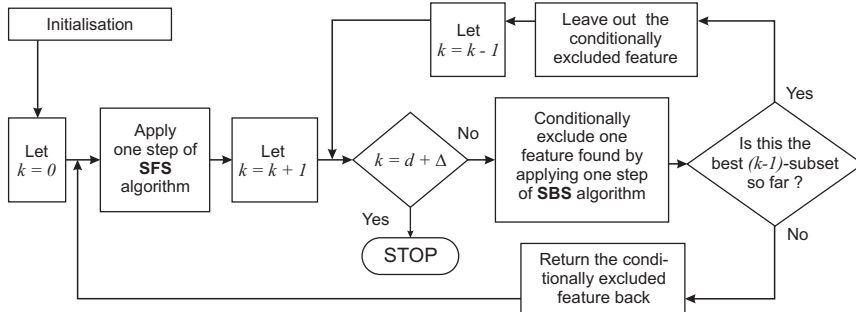 Initialisation
Let
k = 0
Apply
one step of
SFS
algorithm
Let
k = k + 1
Let
k = k - 1
Leave out the
conditionally
excluded feature
k = d + Δ
No
Yes
STOP
Conditionally
exclude one
feature found by
applying one step
of SBS algorithm
Yes
Is this the
best (k-1)-subset
so far ?
No
Return the condi-
tionally excluded
feature back